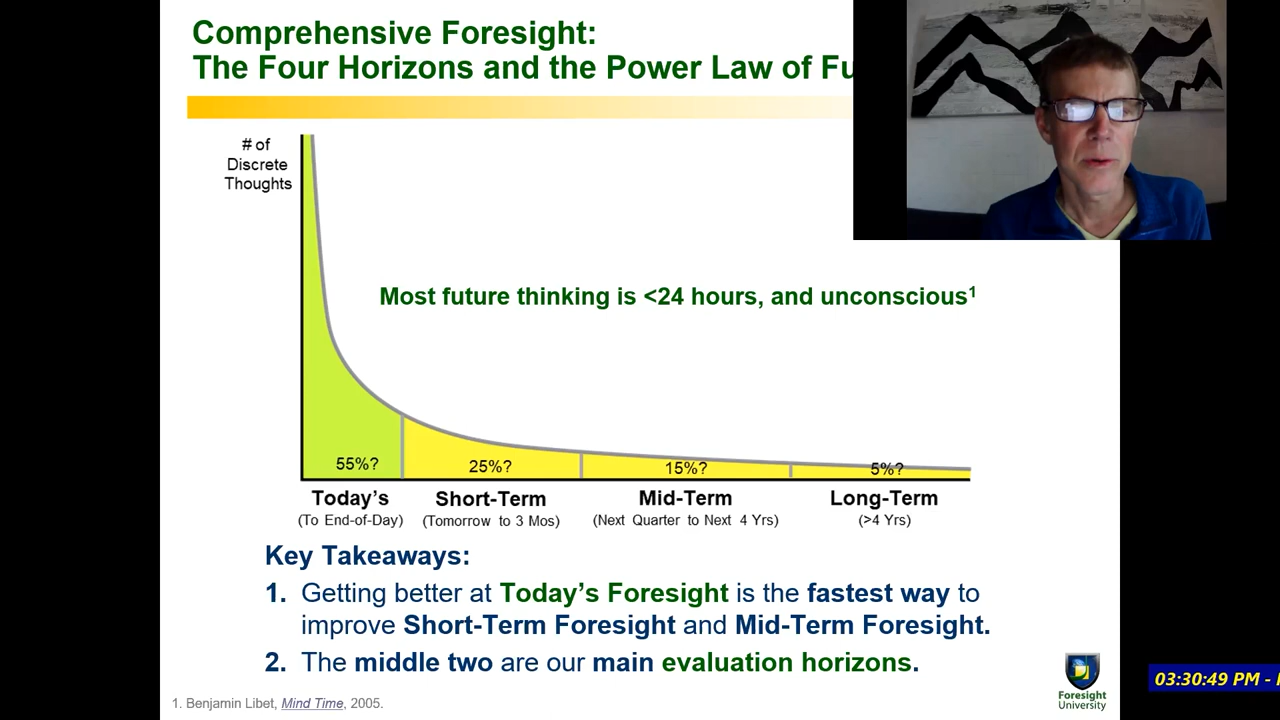 Comprehensive Foresight:
The Four Horizons and the Power Law of Fu
# of
Discrete
Thoughts
Most future thinking is <24 hours, and unconscious¹
55%?
25%?
15%?
5%?
Today's
Short-Term
Mid-Term
Long-Term
(To End-of-Day)
(Tomorrow to 3 Mos)
(Next Quarter to Next 4 Yrs)
(>4 Yrs)
Key Takeaways:
1. Getting better at Today's Foresight is the fastest way to
improve Short-Term Foresight and Mid-Term Foresight.
2. The middle two are our main evaluation horizons.
1. Benjamin Libet, Mind Time, 2005.
Foresight
University
03:30:49 PM -